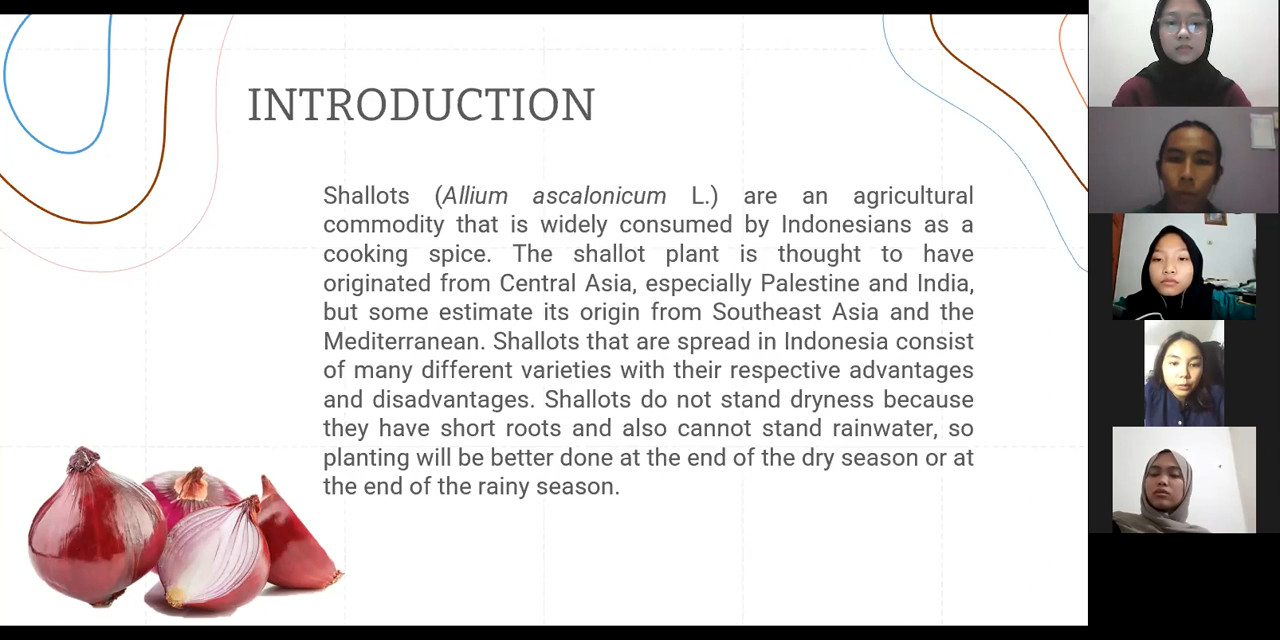 INTRODUCTION
Shallots (Allium ascalonicum L.) are an agricultural
commodity that is widely consumed by Indonesians as a
cooking spice. The shallot plant is thought to have
originated from Central Asia, especially Palestine and India,
but some estimate its origin from Southeast Asia and the
Mediterranean. Shallots that are spread in Indonesia consist
of many different varieties with their respective advantages
and disadvantages. Shallots do not stand dryness because
they have short roots and also cannot stand rainwater, so
planting will be better done at the end of the dry season or at
the end of the rainy season.